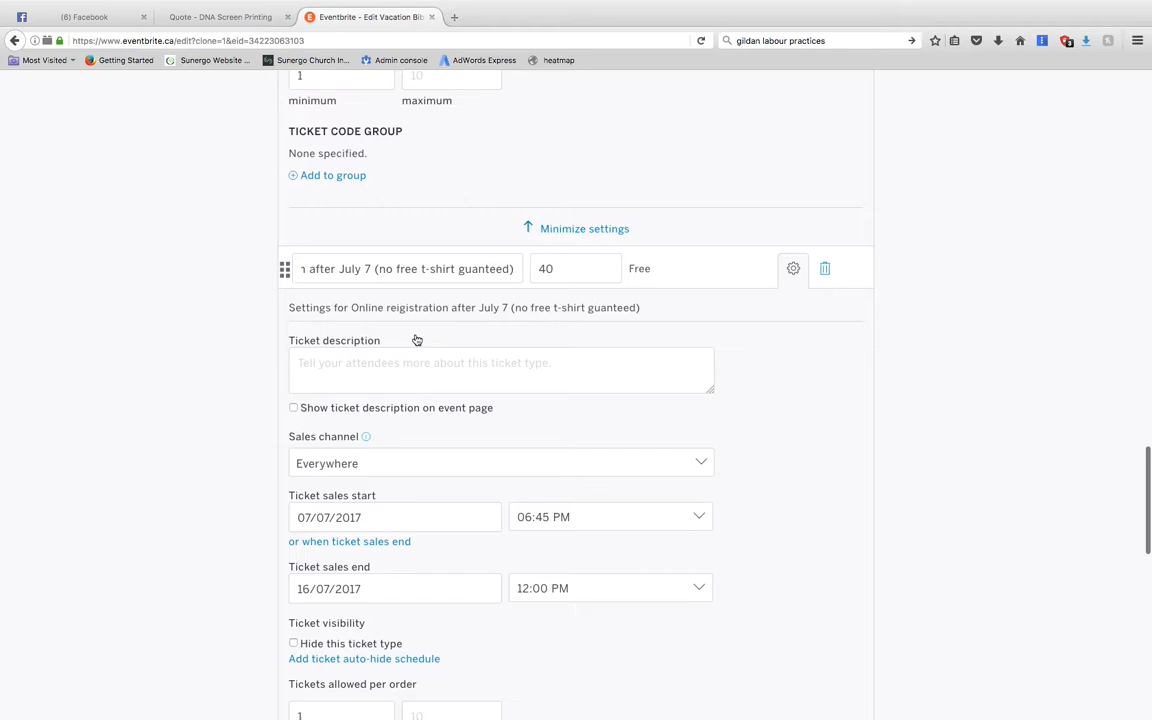 (6) Facebook
Quote - DNA Screen Printing
Eventbrite - Edit Vacation Bib
https://www.eventbrite.ca/edit?clone=1&eid=34223063103
gildan labour practices
3
Most Visited
Getting Started
Sunergo Website ...
Sunergo Church In...
Admin console
AdWords Express
heatmap
1 10
minimum maximum
TICKET CODE GROUP
None specified.
Add to group
Minimize settings
n after July 7 (no free t-shirt guanteed) 40 Free
Settings for Online reigistration after July 7 (no free t-shirt guanteed)
Ticket description
Tell your attendees more about this ticket type.
Show ticket description on event page
Sales channel
Everywhere
Ticket sales start
07/07/2017 06:45 PM
or when ticket sales end
Ticket sales end
16/07/2017 12:00 PM
Ticket visibility
Hide this ticket type
Add ticket auto-hide schedule
Tickets allowed per order
1 10